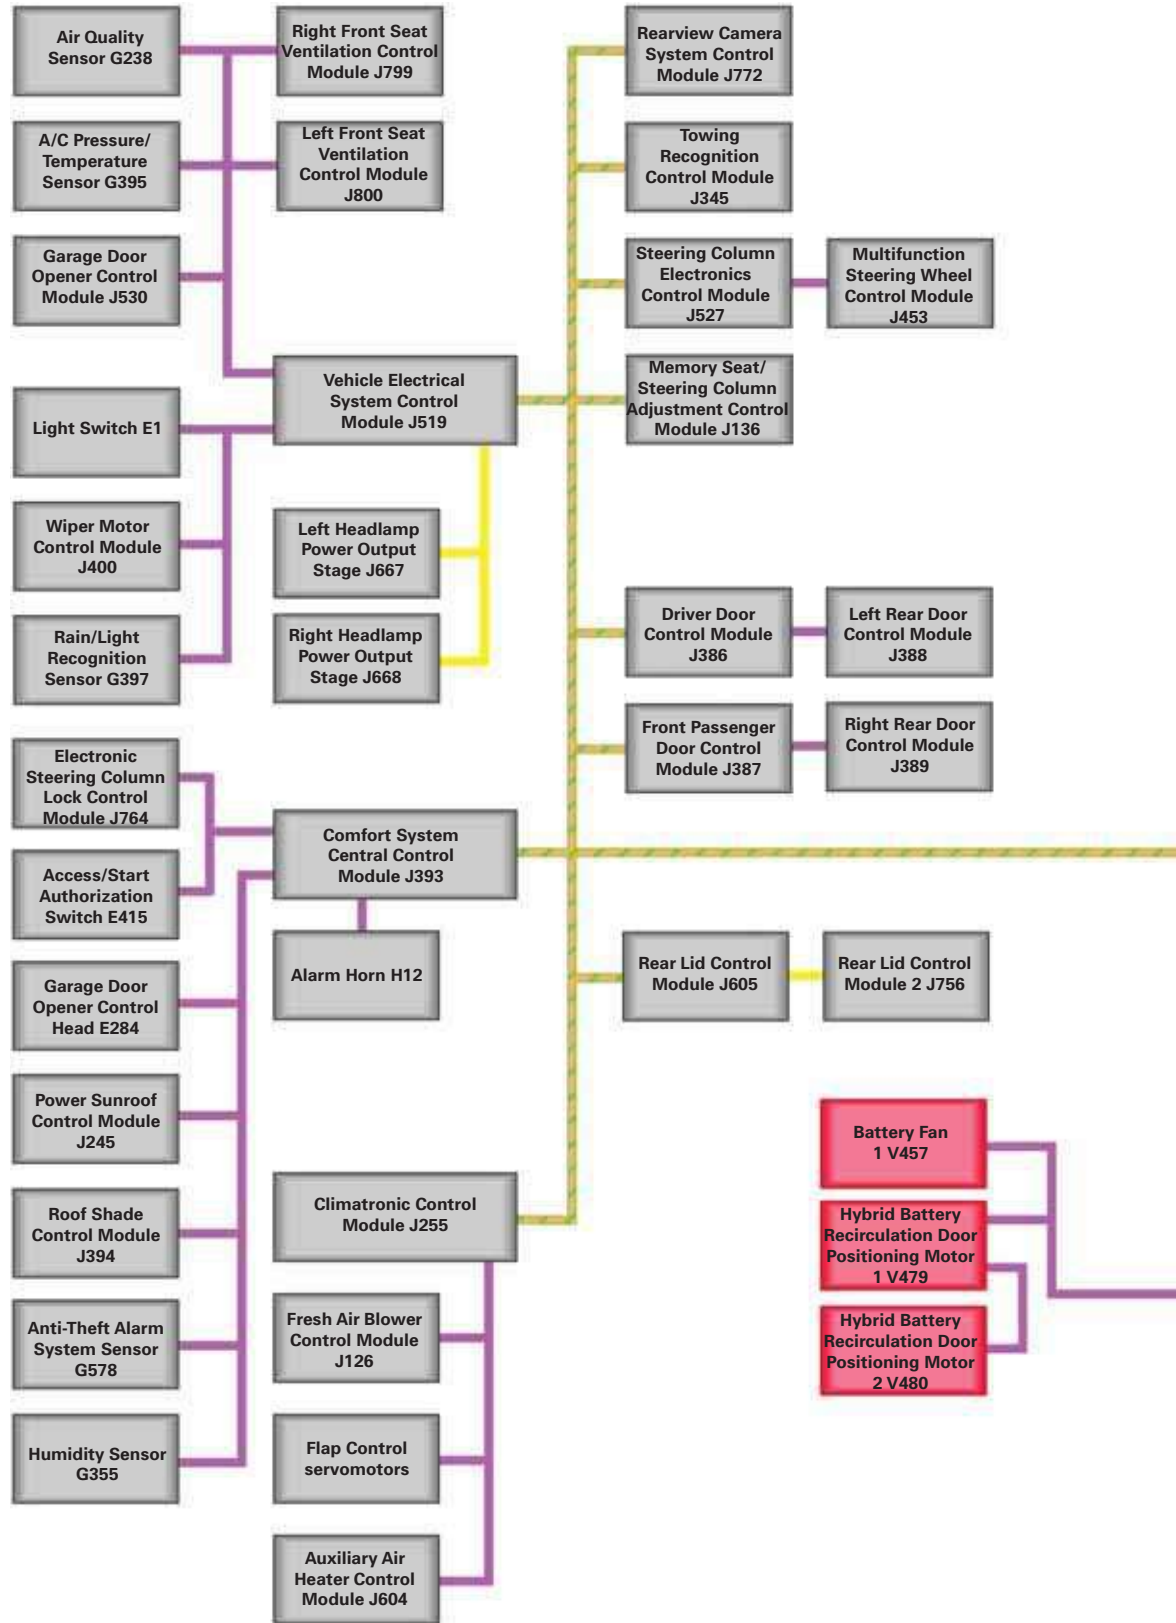 Air Quality
Sensor G238
Right Front Seat
Ventilation Control
Module J799
Rearview Camera
System Control
Module J772
A/C Pressure/
Temperature
Sensor G395
Left Front Seat
Ventilation
Control Module
J800
Towing
Recognition
Control Module
J345
Garage Door
Opener Control
Module J530
Steering Column
Electronics
Control Module
J527
Multifunction
Steering Wheel
Control Module
J453
Vehicle Electrical
System Control
Module J519
Memory Seat/
Steering Column
Adjustment Control
Module J136
Light Switch E1
Wiper Motor
Control Module
J400
Left Headlamp
Power Output
Stage J667
Rain/Light
Recognition
Sensor G397
Right Headlamp
Power Output
Stage J668
Driver Door
Control Module
J386
Left Rear Door
Control Module
J388
Front Passenger
Door Control
Module J387
Right Rear Door
Control Module
J389
Electronic
Steering Column
Lock Control
Module J764
Comfort System
Central Control
Module J393
Access/Start
Authorization
Switch E415
Alarm Horn H12
Rear Lid Control
Module J605
Rear Lid Control
Module 2 J756
Garage Door
Opener Control
Head E284
Power Sunroof
Control Module
J245
Battery Fan
1 V457
Roof Shade
Control Module
J394
Climatronic Control
Module J255
Hybrid Battery
Recirculation Door
Positioning Motor
1 V479
Anti-Theft Alarm
System Sensor
G578
Fresh Air Blower
Control Module
J126
Hybrid Battery
Recirculation Door
Positioning Motor
2 V480
Humidity Sensor
G355
Flap Control
servomotors
Auxiliary Air
Heater Control
Module J604